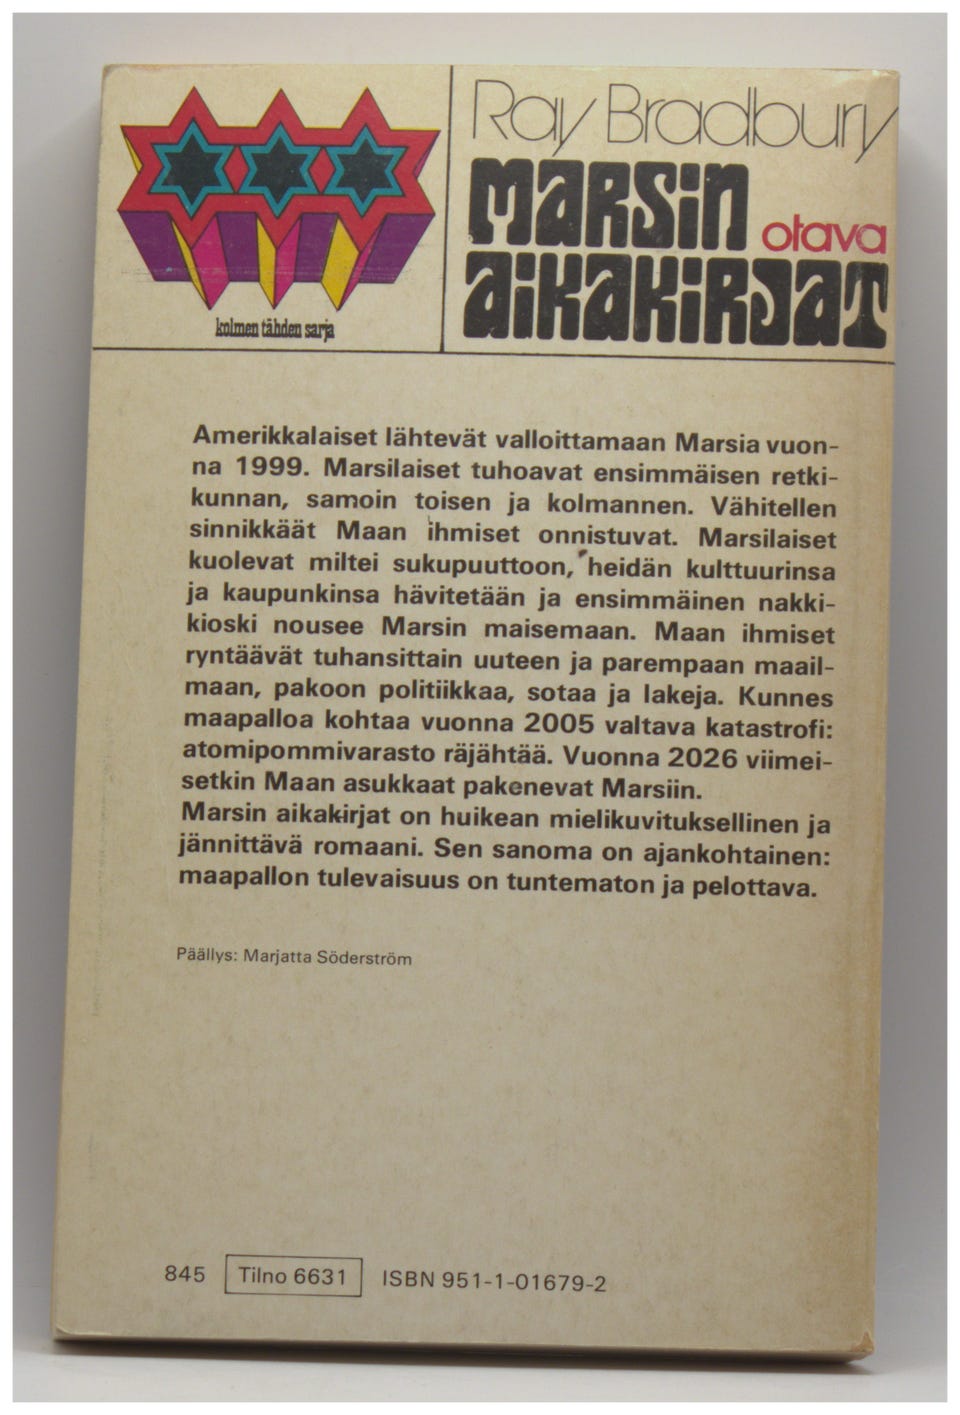 Ray Bradbury
MARSIN
otava
AIKAKIRJAT
kolmen tähden sarja
Amerikkalaiset lähtevät valloittamaan Marsia vuon-
na 1999. Marsilaiset tuhoavat ensimmäisen retki-
kunnan, samoin toisen ja kolmannen. Vähitellen
sinnikkäät Maan ihmiset onnistuvat. Marsilaiset
kuolevat miltei sukupuuttoon, heidän kulttuurinsa
ja kaupunkinsa hävitetään ja ensimmäinen nakki-
kioski nousee Marsin maisemaan. Maan ihmiset
ryntäävät tuhansittain uuteen ja parempaan maail-
maan, pakoon politiikkaa, sotaa ja lakeja. Kunnes
maapalloa kohtaa vuonna 2005 valtava katastrofi:
atomipommivarasto räjähtää. Vuonna 2026 viimei-
setkin Maan asukkaat pakenevat Marsiin.
Marsin aikakirjat on huikean mielikuvituksellinen ja
jännittävä romaani. Sen sanoma on ajankohtainen:
maapallon tulevaisuus on tuntematon ja pelottava.
Päällys: Marjatta Söderström
845 Tilno 6631 ISBN 951-1-01679-2